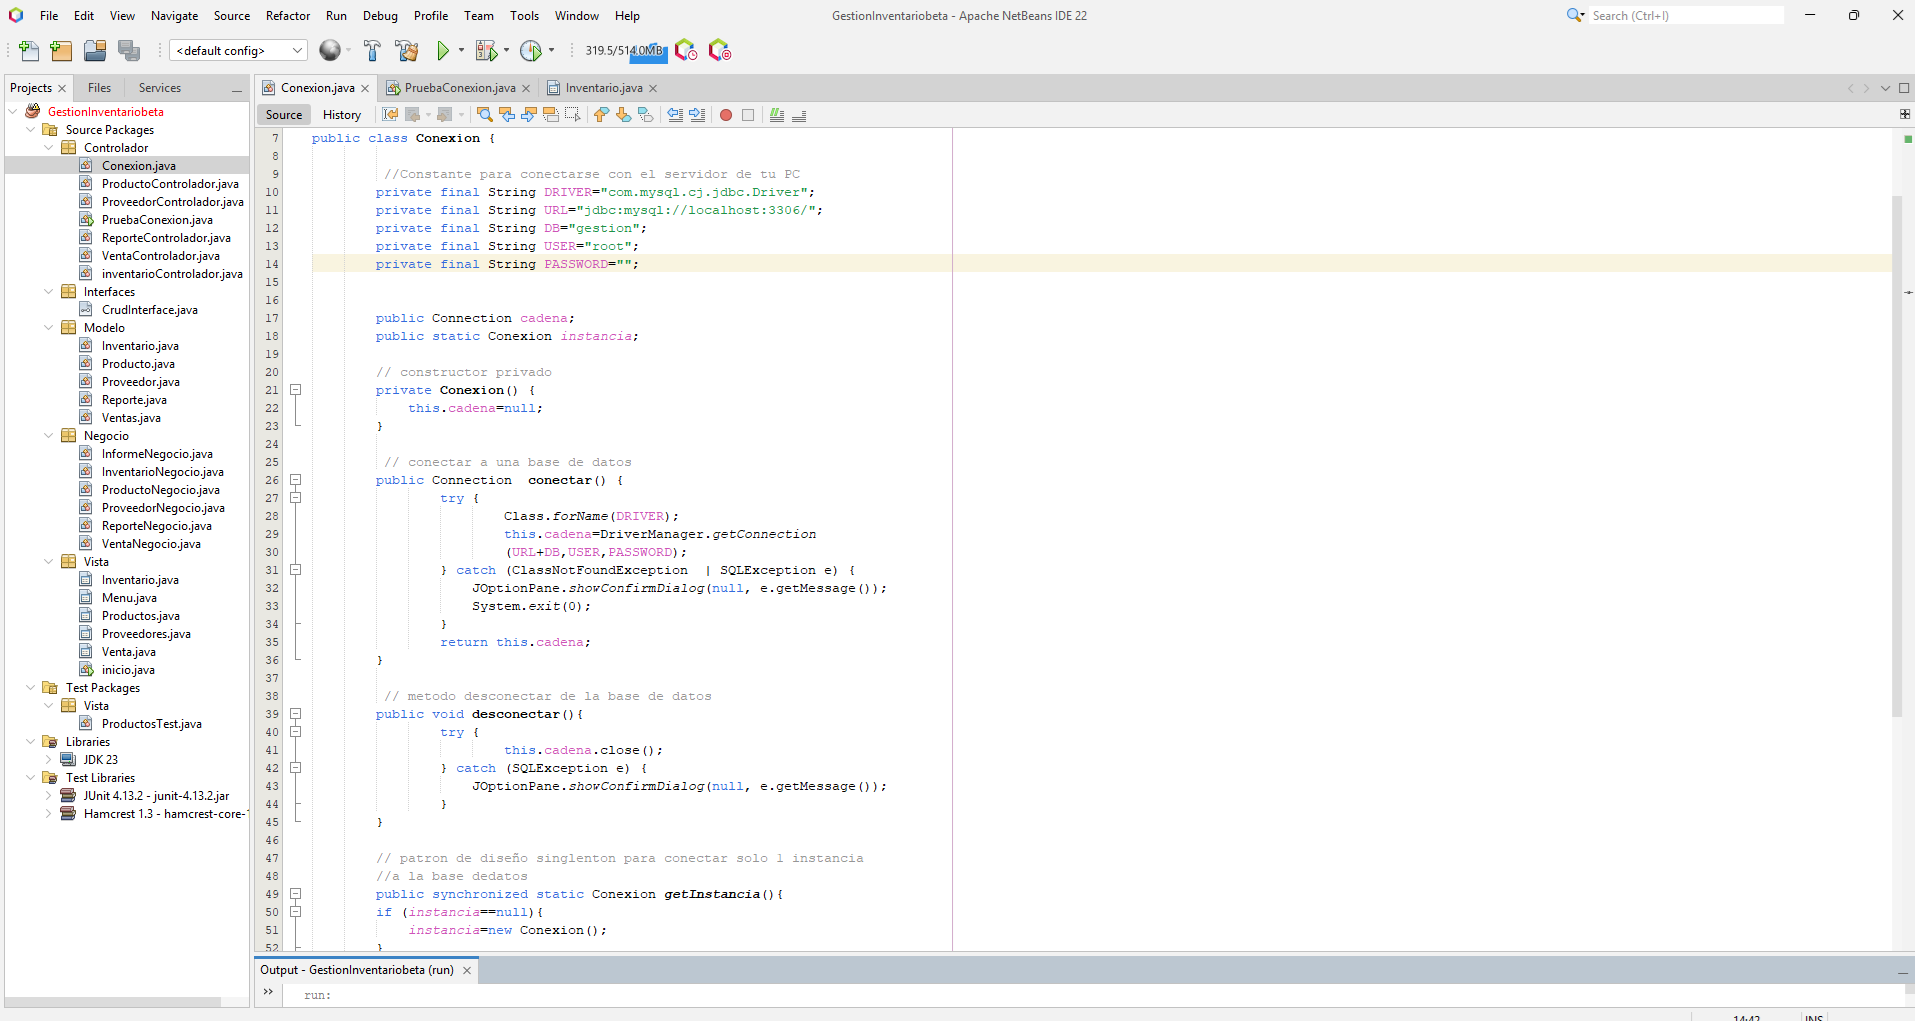 File Edit View Navigate Source Refactor Run Debug Profile Team Tools Window Help
GestionInventariobeta - Apache NetBeans IDE 22
Search (Ctrl+I)
<default config>
319.5/514.0MB
Projects Files Services
GestionInventariobeta
Source Packages
Controlador
Conexion.java
ProductoControlador.java
ProveedorControlador.java
PruebaConexion.java
ReporteControlador.java
VentaControlador.java
inventarioControlador.java
Interfaces
CrudInterface.java
Modelo
Inventario.java
Producto.java
Proveedor.java
Reporte.java
Ventas.java
Negocio
InformeNegocio.java
InventarioNegocio.java
ProductoNegocio.java
ProveedorNegocio.java
ReporteNegocio.java
VentaNegocio.java
Vista
Inventario.java
Menu.java
Productos.java
Proveedores.java
Venta.java
inicio.java
Test Packages
Vista
ProductosTest.java
Libraries
JDK 23
Test Libraries
JUnit 4.13.2 - junit-4.13.2.jar
Hamcrest 1.3 - hamcrest-core-1
Conexion.java PruebaConexion.java Inventario.java
Source History
7 public class Conexion {
8
9 //Constante para conectarse con el servidor de tu PC
10 private final String DRIVER="com.mysql.cj.jdbc.Driver";
11 private final String URL="jdbc:mysql://localhost:3306/";
12 private final String DB="gestion";
13 private final String USER="root";
14 private final String PASSWORD="";
15
16
17 public Connection cadena;
18 public static Conexion instancia;
19
20 // constructor privado
21 private Conexion() {
22 this.cadena=null;
23 }
24
25 // conectar a una base de datos
26 public Connection  conectar() {
27 try {
28 Class.forName(DRIVER);
29 this.cadena=DriverManager.getConnection
30 (URL+DB,USER,PASSWORD);
31 } catch (ClassNotFoundException  | SQLException e) {
32 JOptionPane.showConfirmDialog(null, e.getMessage());
33 System.exit(0);
34 }
35 return this.cadena;
36 }
37
38 // metodo desconectar de la base de datos
39 public void desconectar(){
40 try {
41 this.cadena.close();
42 } catch (SQLException e) {
43 JOptionPane.showConfirmDialog(null, e.getMessage());
44 }
45 }
46
47 // patron de diseño singlenton para conectar solo 1 instancia
48 //a la base dedatos
49 public synchronized static Conexion getInstancia(){
50 if (instancia==null){
51 instancia=new Conexion();
52 }
Output - GestionInventariobeta (run)
run:
14:42 INS